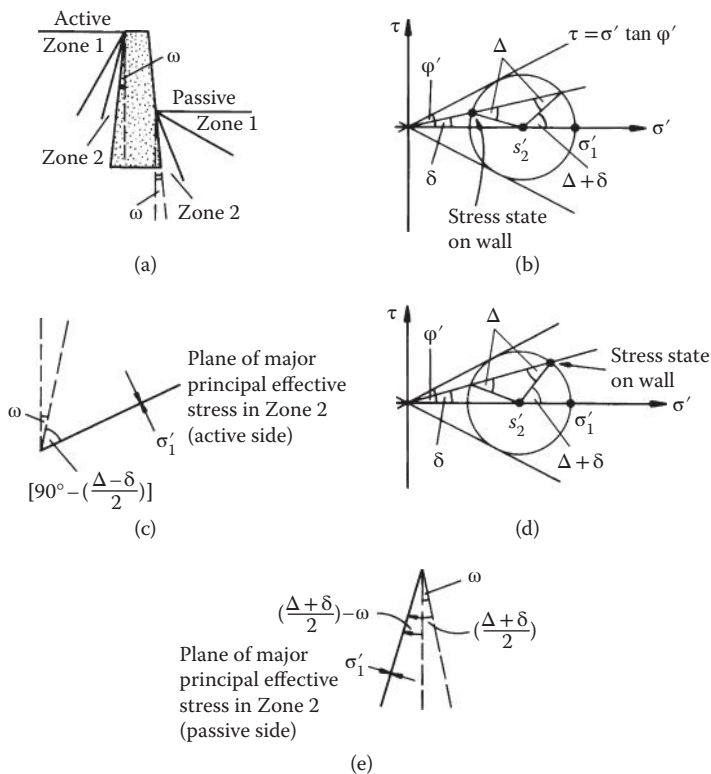 Active
Zone 1
ω
Passive
Zone 1
Zone 2
ω
Zone 2
(a)
τ
Δ
τ = σ′ tan φ′
φ′
σ′
s′₂
σ′₁
δ
Δ + δ
Stress state
on wall
(b)
ω
Plane of major
principal effective
stress in Zone 2
(active side)
σ′₁
[90° – (Δ – δ / 2)]
(c)
τ
Δ
φ′
Stress state
on wall
σ′
s′₂
σ′₁
δ
Δ + δ
(d)
ω
(Δ + δ / 2) – ω
(Δ + δ / 2)
Plane of major
principal effective
stress in Zone 2
(passive side)
σ′₁
(e)